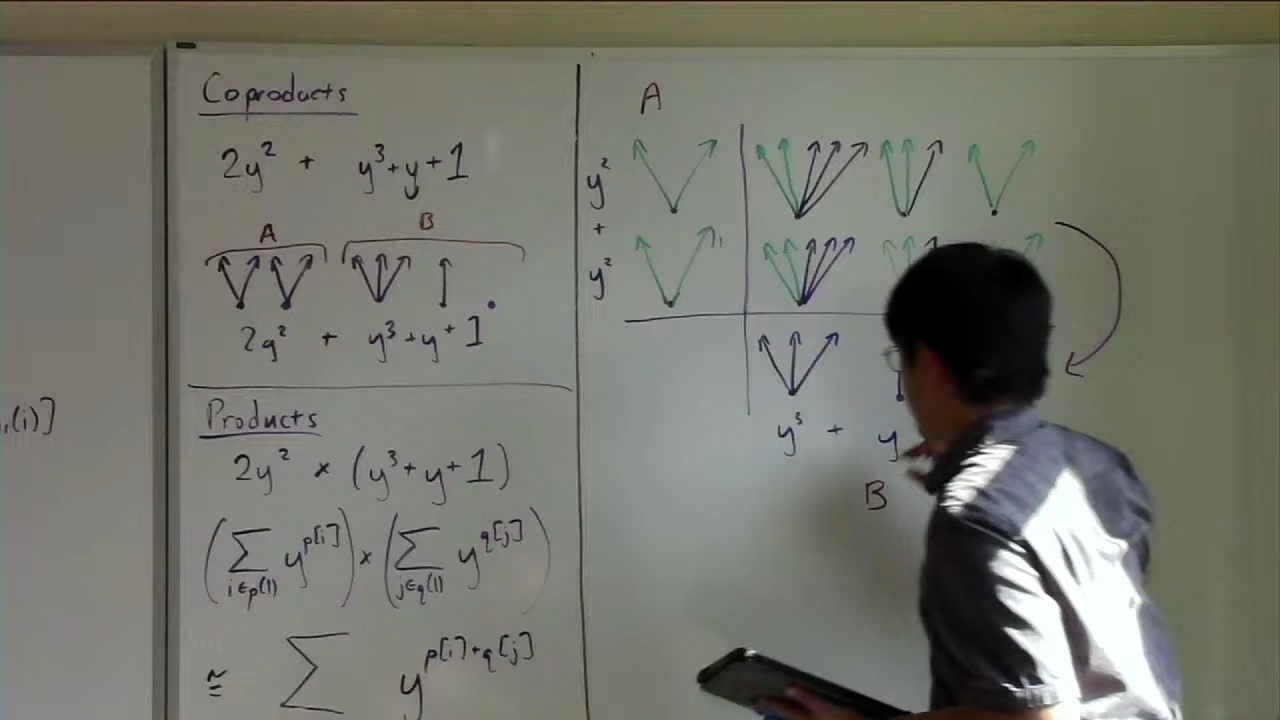 ,(i)]
Coproducts
2y² + y³+y+1
A B
2y² + y³+y+1
Products
2y² × (y³+y+1)
(∑ i∈p(1) y^p[i]) × (∑ j∈q(1) y^q[j])
≅ ∑ y^p[i]+q[j]
A
y²
+
y²
y³ + y
B